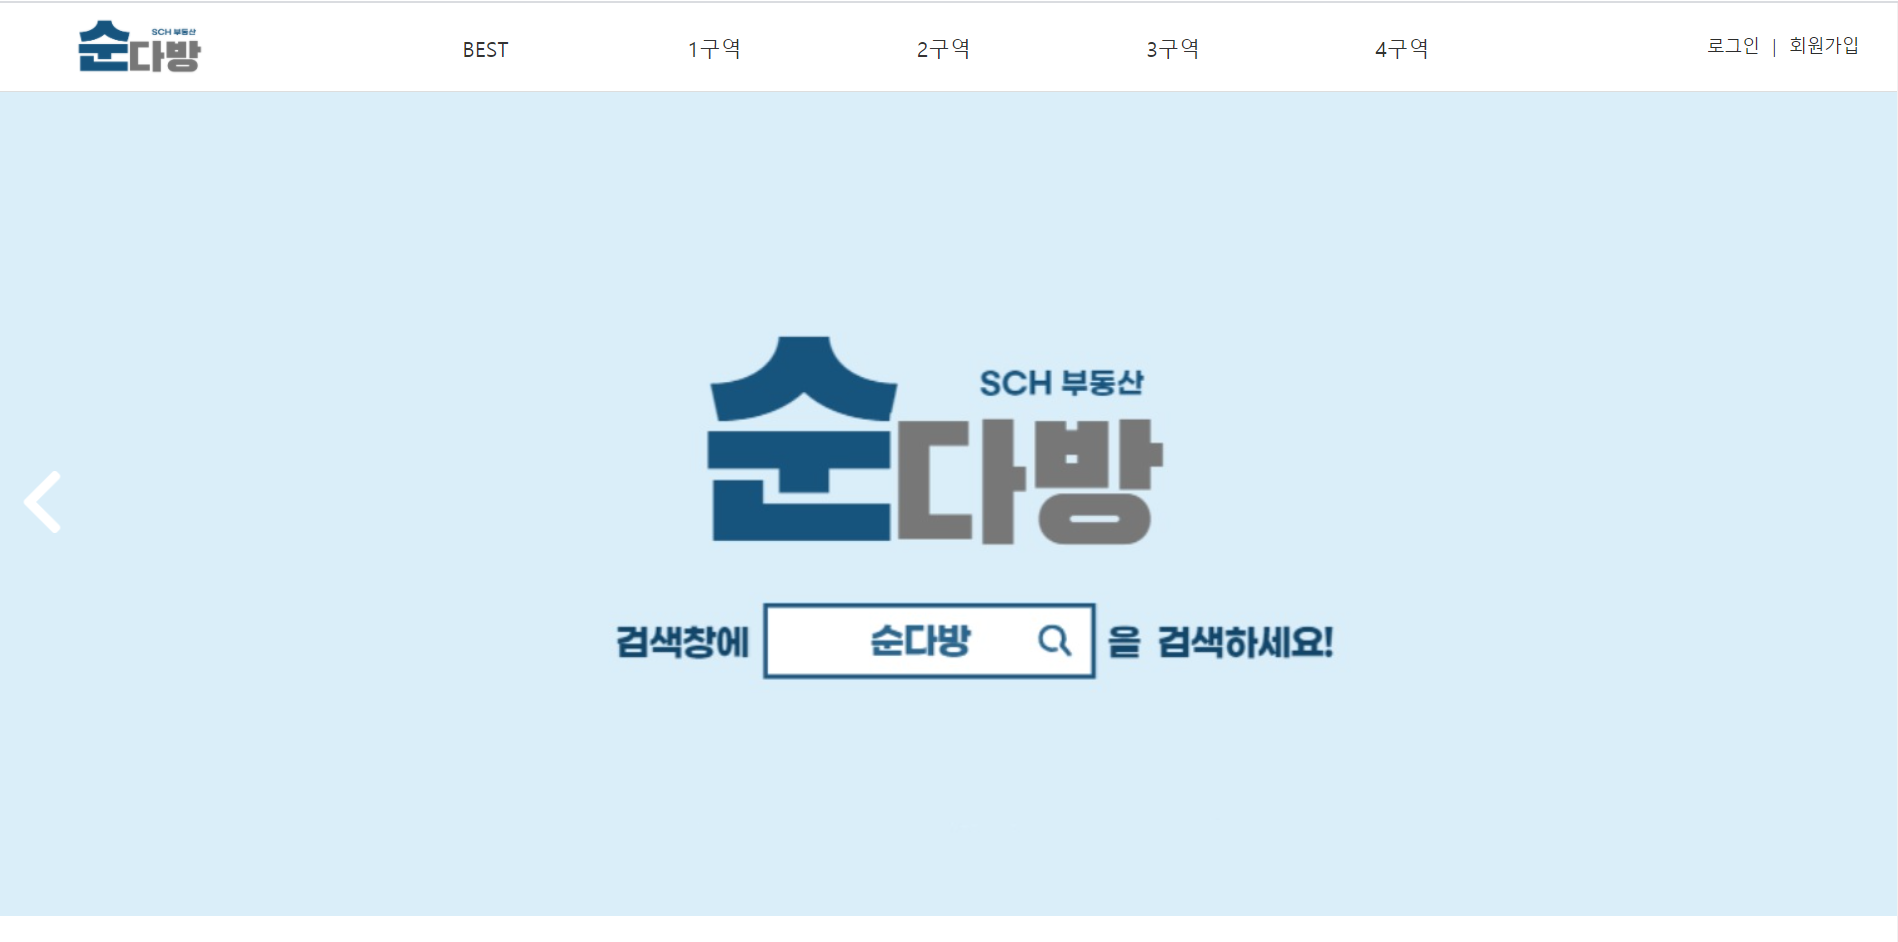 SCH 부동산
순다방
BEST 1구역 2구역 3구역 4구역
로그인 | 회원가입
SCH 부동산
순다방
검색창에 순다방 을 검색하세요!